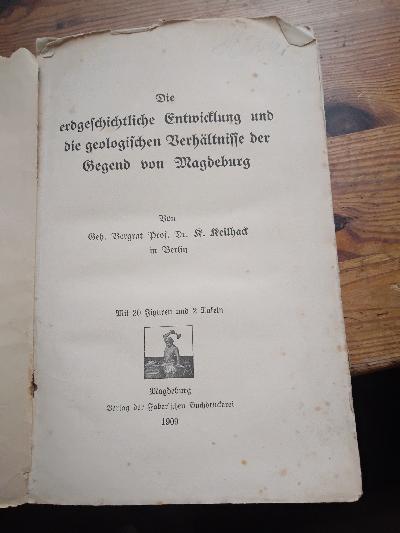 Die
erdgeschichtliche Entwicklung und
die geologischen Verhältnisse der
Gegend von Magdeburg
Von
Geh. Bergrat Prof. Dr. K. Keilhack
in Berlin
Mit 20 Figuren und 2 Tafeln
Magdeburg
Verlag der Faber'schen Buchdruckerei
1909